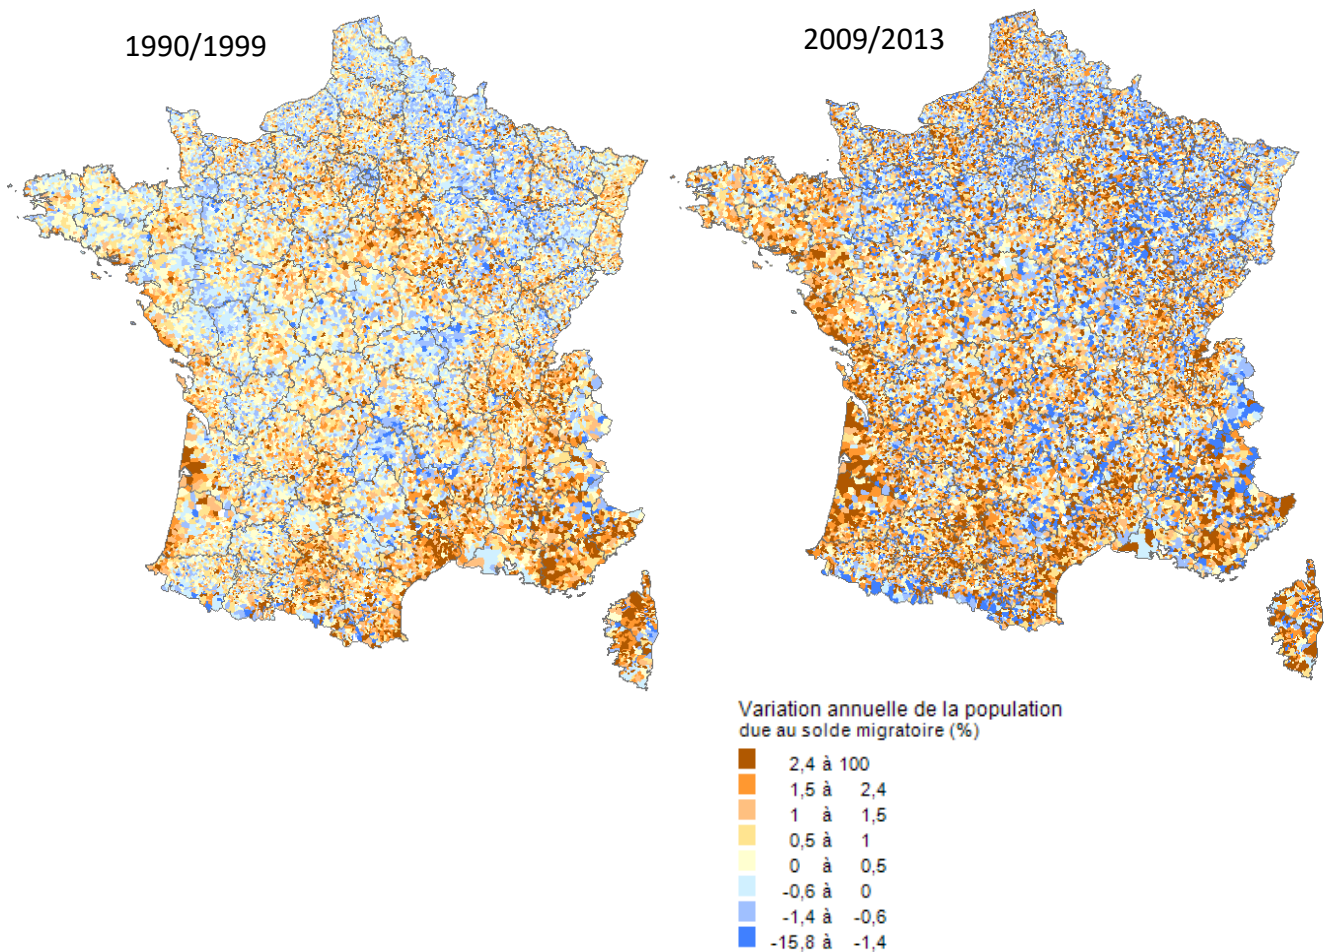 1990/1999
2009/2013
Variation annuelle de la population
due au solde migratoire (%)
2,4 à 100
1,5 à 2,4
1 à 1,5
0,5 à 1
0 à 0,5
-0,6 à 0
-1,4 à -0,6
-15,8 à -1,4